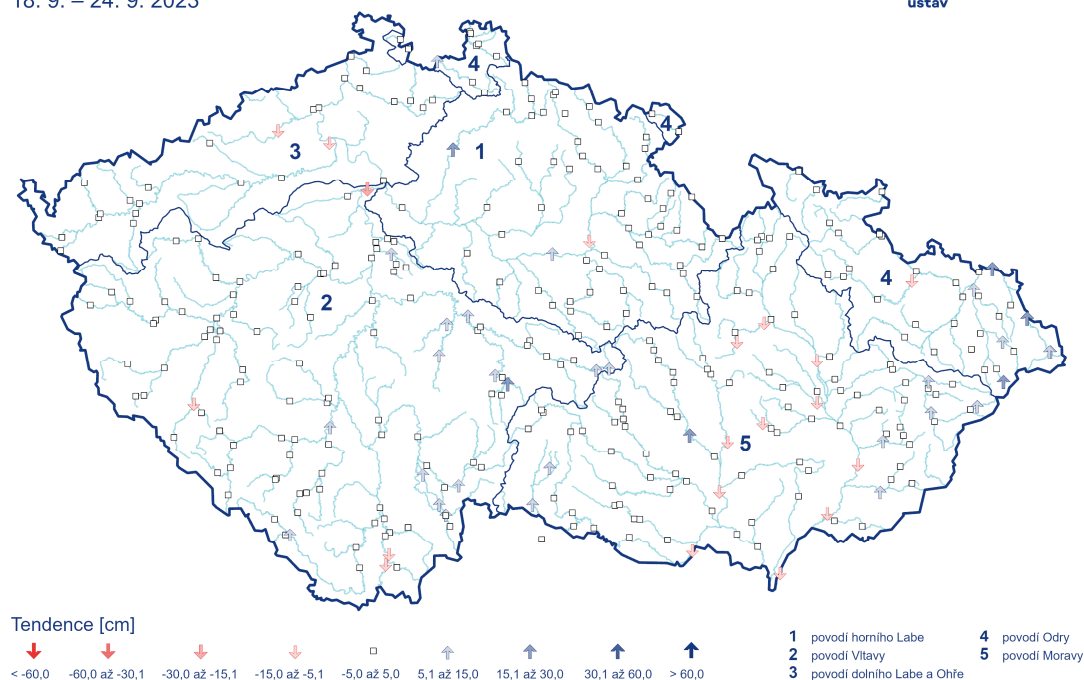 18. 9. – 24. 9. 2023
ústav
4
4
3
1
4
2
5
Tendence [cm]
< -60,0
-60,0 až -30,1
-30,0 až -15,1
-15,0 až -5,1
-5,0 až 5,0
5,1 až 15,0
15,1 až 30,0
30,1 až 60,0
> 60,0
1 povodí horního Labe
2 povodí Vltavy
3 povodí dolního Labe a Ohře
4 povodí Odry
5 povodí Moravy